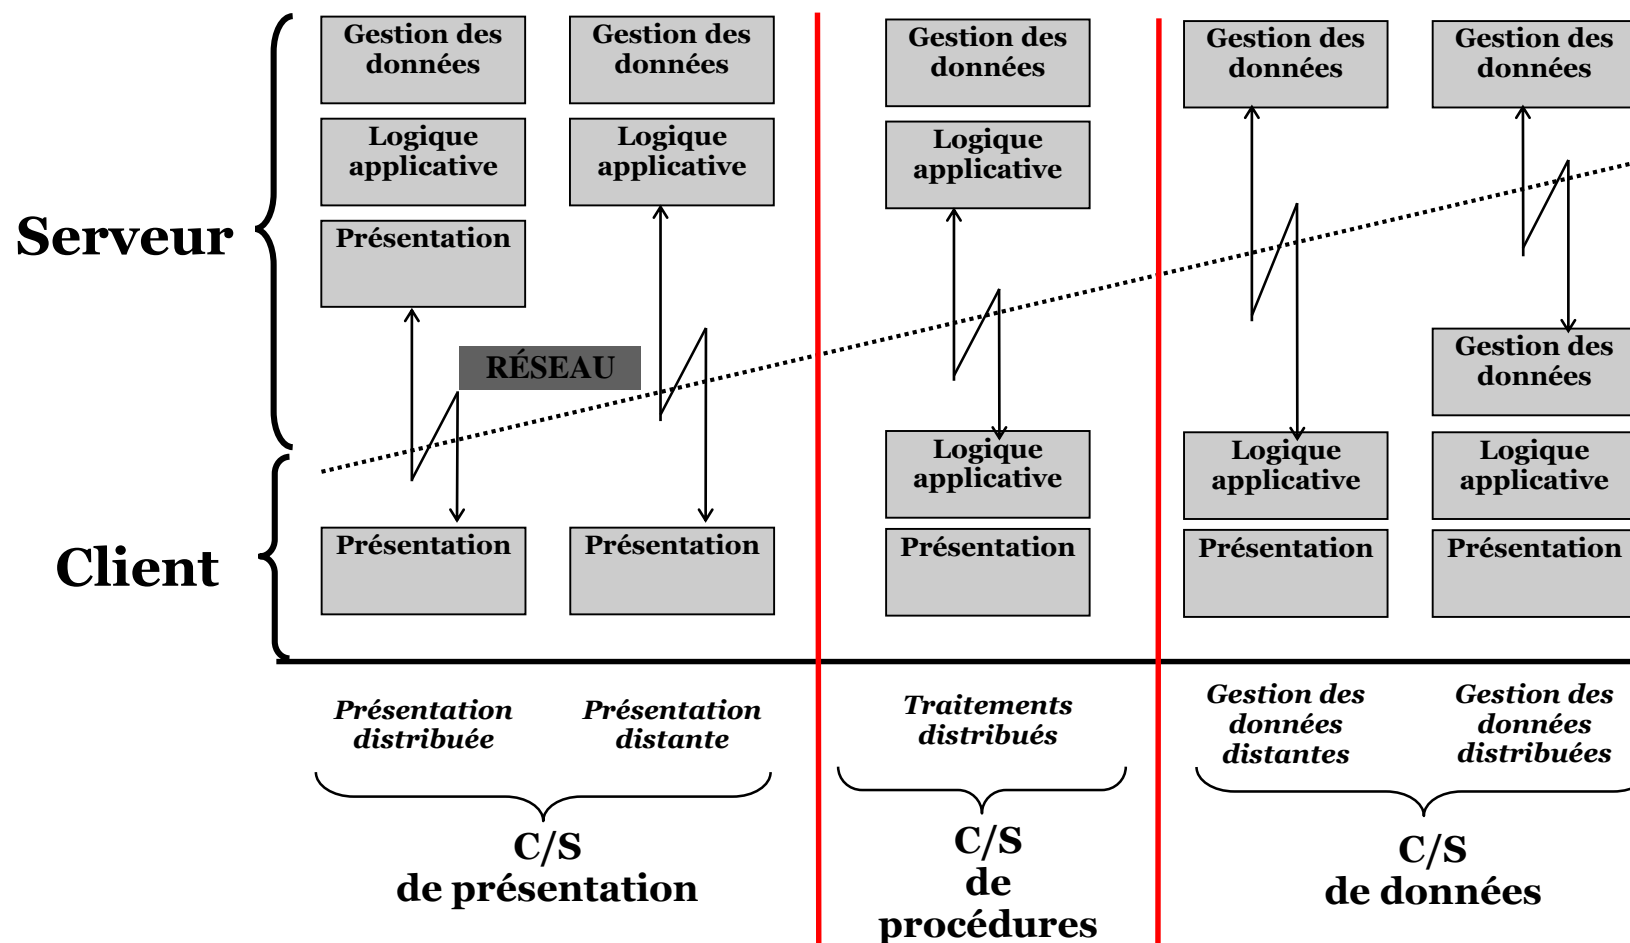 Gestion des
données
Gestion des
données
Gestion des
données
Gestion des
données
Gestion des
données
Logique
applicative
Logique
applicative
Logique
applicative
Serveur
Présentation
RÉSEAU
Gestion des
données
Logique
applicative
Logique
applicative
Logique
applicative
Client
Présentation
Présentation
Présentation
Présentation
Présentation
Présentation
distribuée
Présentation
distante
Traitements
distribués
Gestion des
données
distantes
Gestion des
données
distribuées
C/S
de présentation
C/S
de
procédures
C/S
de données